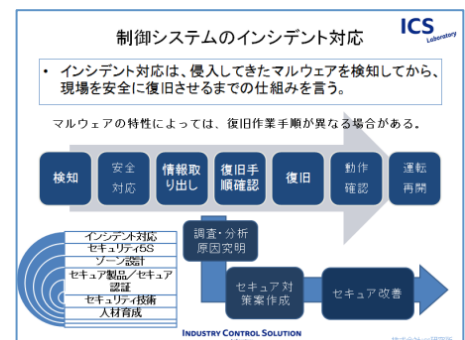 制御システムのインシデント対応
ICS
Laboratory
• インシデント対応は、侵入してきたマルウェアを検知してから、
現場を安全に復旧させるまでの仕組みを言う。
マルウェアの特性によっては、復旧作業手順が異なる場合がある。
検知
安全
対応
情報取
り出し
復旧手
順確認
復旧
動作
確認
運転
再開
インシデント対応
セキュリティ5S
ゾーン設計
セキュア製品/セキュア
認証
セキュリティ技術
人材育成
調査・分析
原因究明
セキュア対
策案作成
セキュア改善
INDUSTRY CONTROL SOLUTION